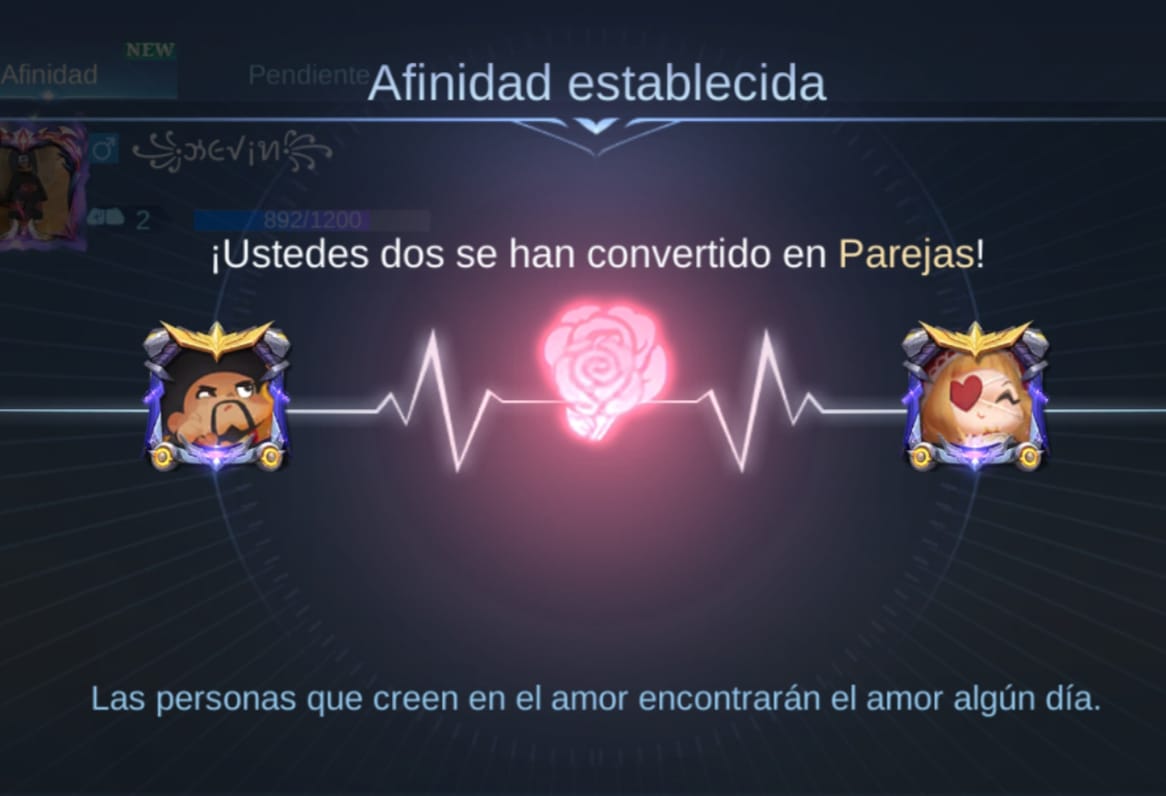 NEW
Afinidad
Pendiente
Afinidad establecida
2
892/1200
¡Ustedes dos se han convertido en Parejas!
Las personas que creen en el amor encontrarán el amor algún día.